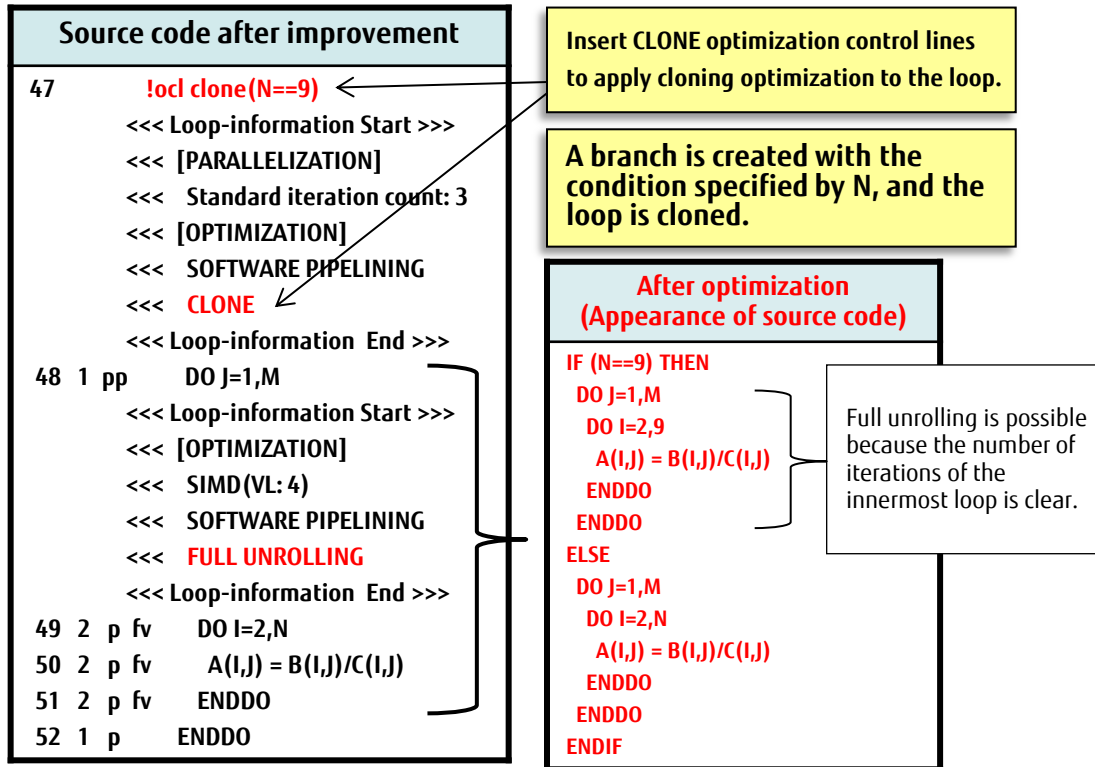 Source code after improvement
47 !ocl clone(N==9)
<<< Loop-information Start >>>
<<< [PARALLELIZATION]
<<< Standard iteration count: 3
<<< [OPTIMIZATION]
<<< SOFTWARE PIPELINING
<<< CLONE
<<< Loop-information End >>>
48 1 pp DO J=1,M
<<< Loop-information Start >>>
<<< [OPTIMIZATION]
<<< SIMD(VL: 4)
<<< SOFTWARE PIPELINING
<<< FULL UNROLLING
<<< Loop-information End >>>
49 2 p fv DO I=2,N
50 2 p fv A(I,J) = B(I,J)/C(I,J)
51 2 p fv ENDDO
52 1 p ENDDO
Insert CLONE optimization control lines
to apply cloning optimization to the loop.
A branch is created with the
condition specified by N, and the
loop is cloned.
After optimization
(Appearance of source code)
IF (N==9) THEN
DO J=1,M
DO I=2,9
A(I,J) = B(I,J)/C(I,J)
ENDDO
ENDDO
ELSE
DO J=1,M
DO I=2,N
A(I,J) = B(I,J)/C(I,J)
ENDDO
ENDDO
ENDIF
Full unrolling is possible
because the number of
iterations of the
innermost loop is clear.